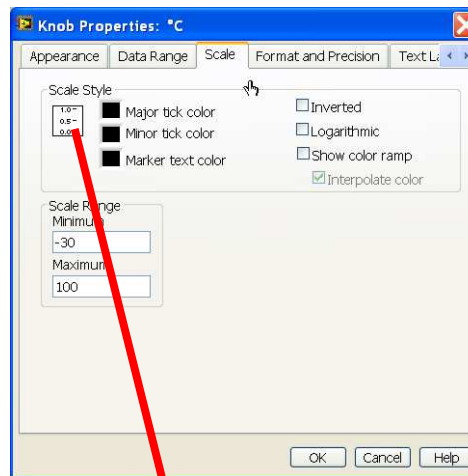 Knob Properties: °C
Appearance Data Range Scale Format and Precision Text La
Scale Style
1.0
0.5
0.0
Major tick color
Minor tick color
Marker text color
Inverted
Logarithmic
Show color ramp
Interpolate color
Scale Range
Minimum
-30
Maximum
100
OK Cancel Help